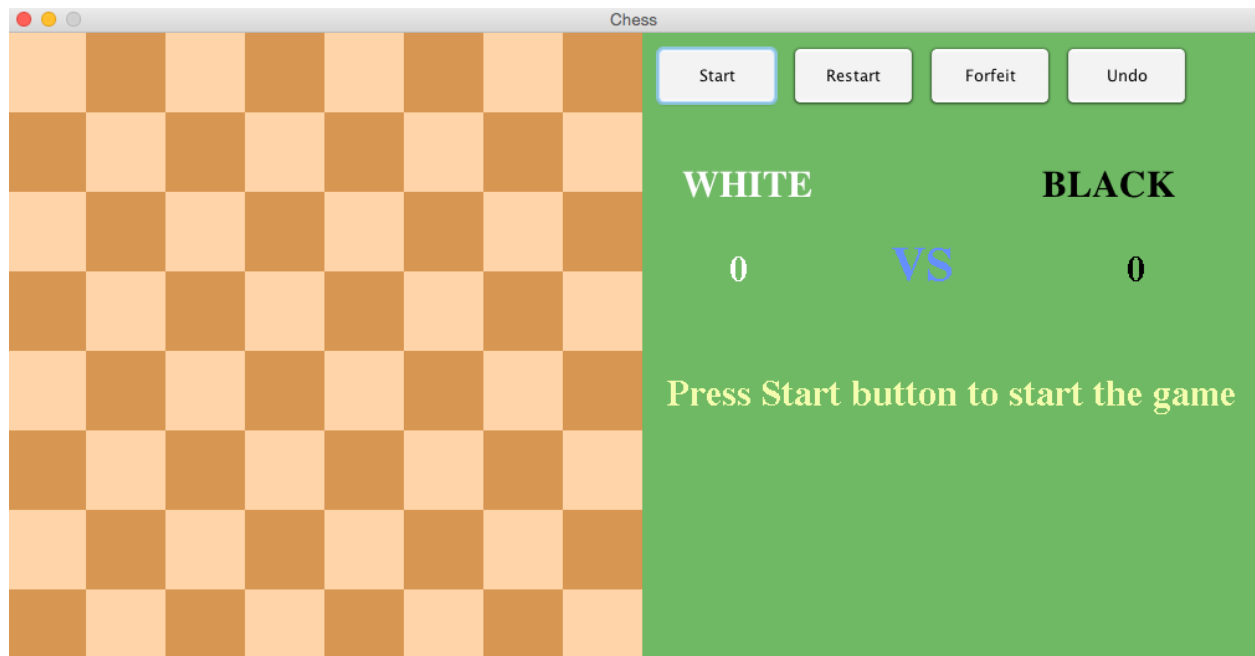 Chess
Start Restart Forfeit Undo
WHITE BLACK
0 VS 0
Press Start button to start the game